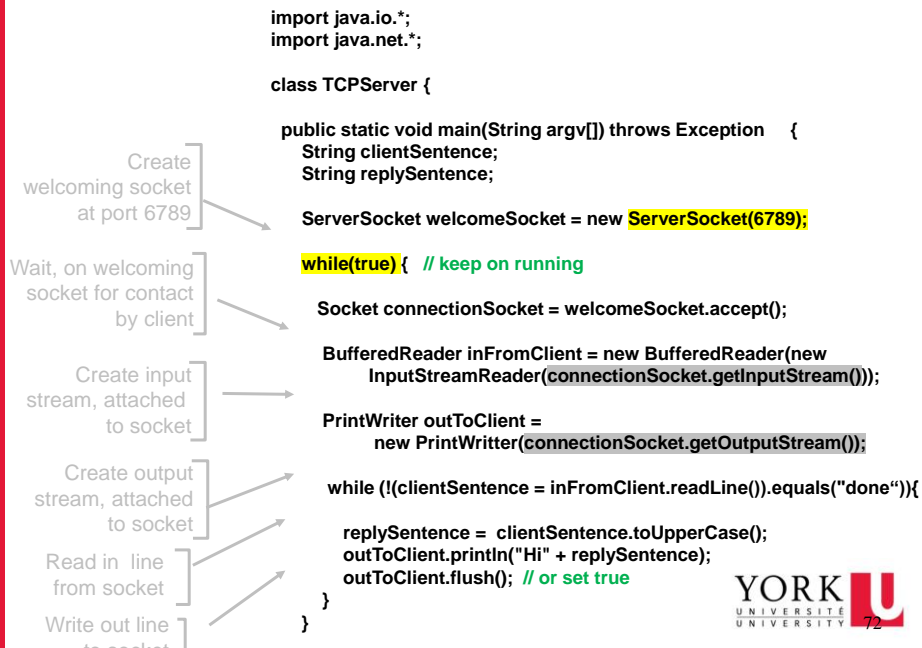 import java.io.*;
import java.net.*;
class TCPServer {
public static void main(String argv[]) throws Exception {
String clientSentence;
String replySentence;
Create
welcoming socket
at port 6789
ServerSocket welcomeSocket = new ServerSocket(6789);
while(true) { // keep on running
Wait, on welcoming
socket for contact
by client
Socket connectionSocket = welcomeSocket.accept();
BufferedReader inFromClient = new BufferedReader(new
InputStreamReader(connectionSocket.getInputStream()));
Create input
stream, attached
to socket
PrintWriter outToClient =
new PrintWritter(connectionSocket.getOutputStream());
Create output
stream, attached
to socket
while (!(clientSentence = inFromClient.readLine()).equals("done“)){
replySentence = clientSentence.toUpperCase();
outToClient.println("Hi" + replySentence);
outToClient.flush(); // or set true
Read in line
from socket
}
}
Write out line
to socket
YORK U
UNIVERSITÉ
UNIVERSITY
72